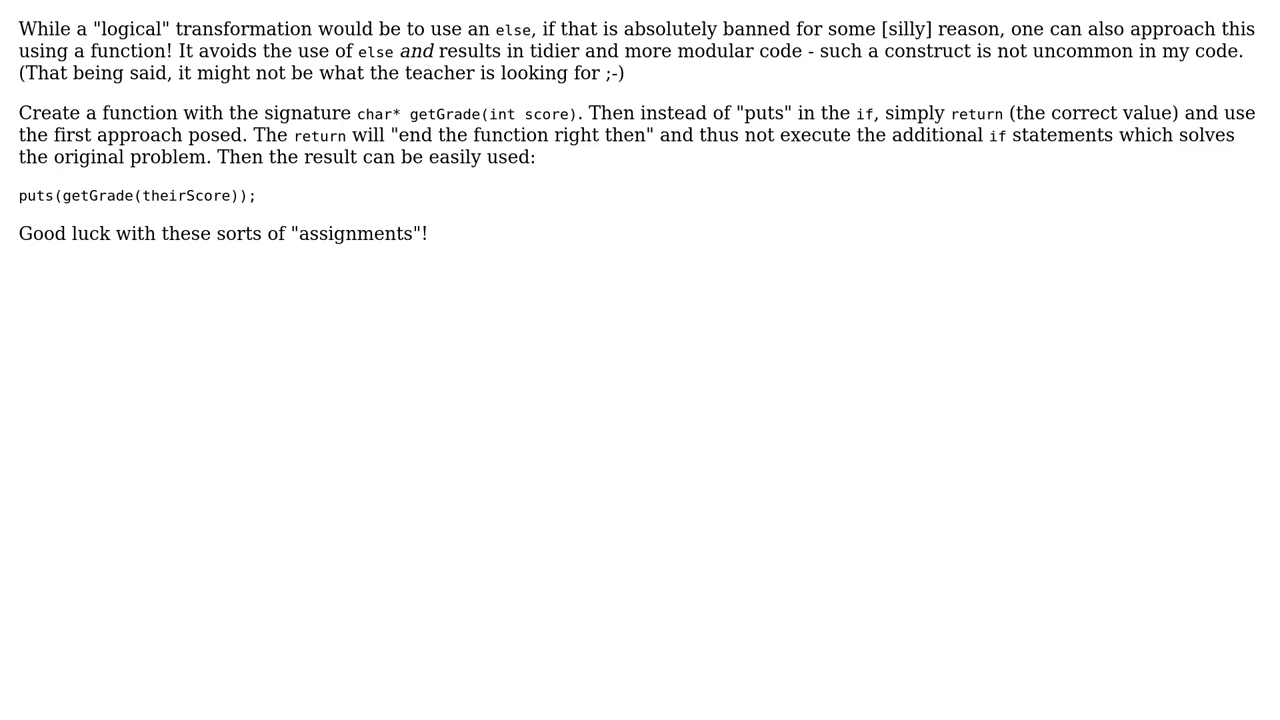 While a "logical" transformation would be to use an else, if that is absolutely banned for some [silly] reason, one can also approach this
using a function! It avoids the use of else and results in tidier and more modular code - such a construct is not uncommon in my code.
(That being said, it might not be what the teacher is looking for ;-)
Create a function with the signature char* getGrade(int score). Then instead of "puts" in the if, simply return (the correct value) and use
the first approach posed. The return will "end the function right then" and thus not execute the additional if statements which solves
the original problem. Then the result can be easily used:
puts(getGrade(theirScore));
Good luck with these sorts of "assignments"!